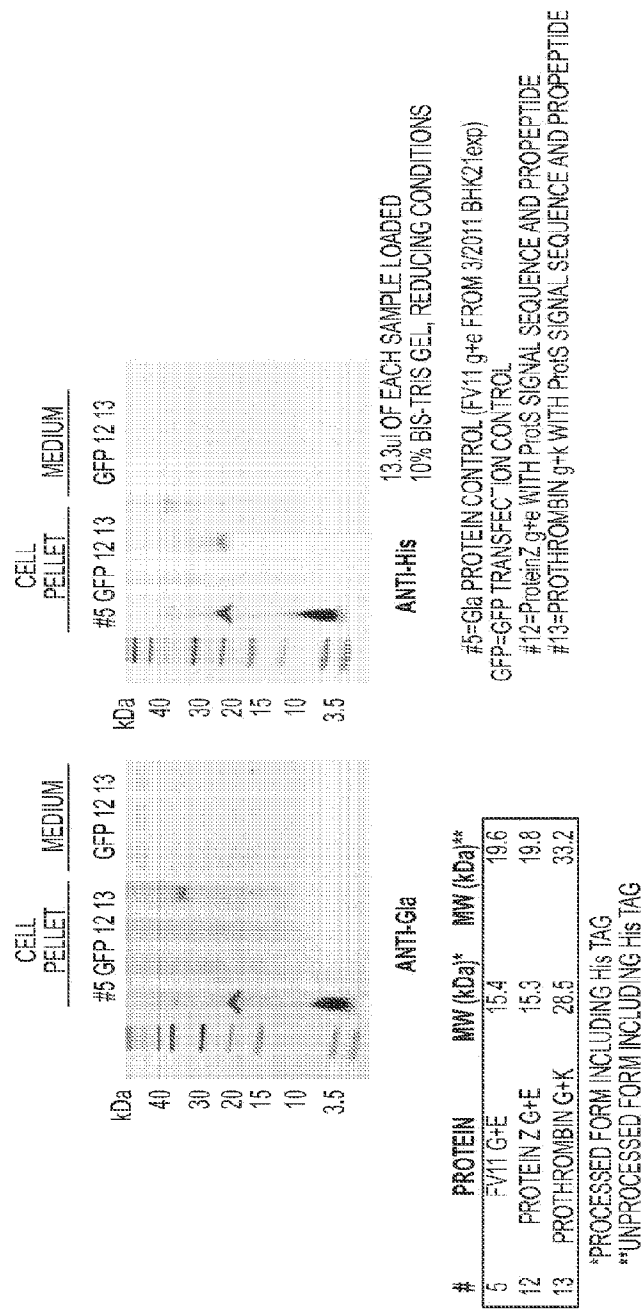 CELL
PELLET MEDIUM
#5 GFP 12 13 GFP 12 13
kDa
40
30
20
15
10
3.5
ANTI-Gla
CELL
PELLET MEDIUM
#5 GFP 12 13 GFP 12 13
kDa
40
30
20
15
10
3.5
ANTI-His
13.3ul OF EACH SAMPLE LOADED
10% BIS-TRIS GEL, REDUCING CONDITIONS
# PROTEIN MW (kDa)* MW (kDa)**
5 FV11 G+E 15.4 19.6
12 PROTEIN Z G+E 15.3 19.8
13 PROTHROMBIN G+K 28.5 33.2
*PROCESSED FORM INCLUDING His TAG
**UNPROCESSED FORM INCLUDING His TAG
#5=Gla PROTEIN CONTROL (FV11 g+e FROM 3/2011 BHK21exp)
GFP=GFP TRANSFECTION CONTROL
#12=ProteinZ g+e WITH ProtS SIGNAL SEQUENCE AND PROPEPTIDE
#13=PROTHROMBIN g+k WITH ProtS SIGNAL SEQUENCE AND PROPEPTIDE